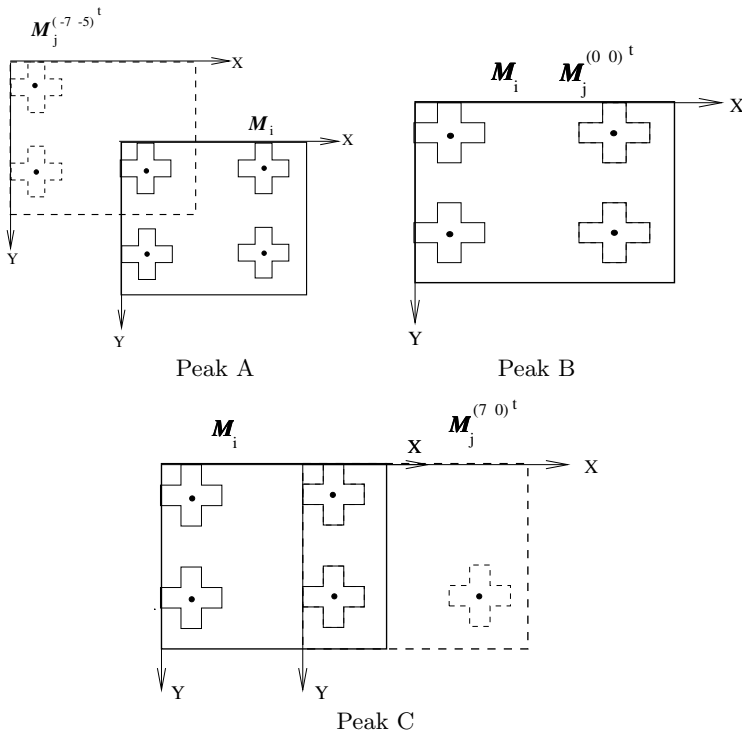 M_j^(-7 -5)^t
X
M_i
X
Y
Y
Peak A
M_i M_j^(0 0)^t
X
Y
Peak B
M_i M_j^(7 0)^t
X X
Y Y
Peak C